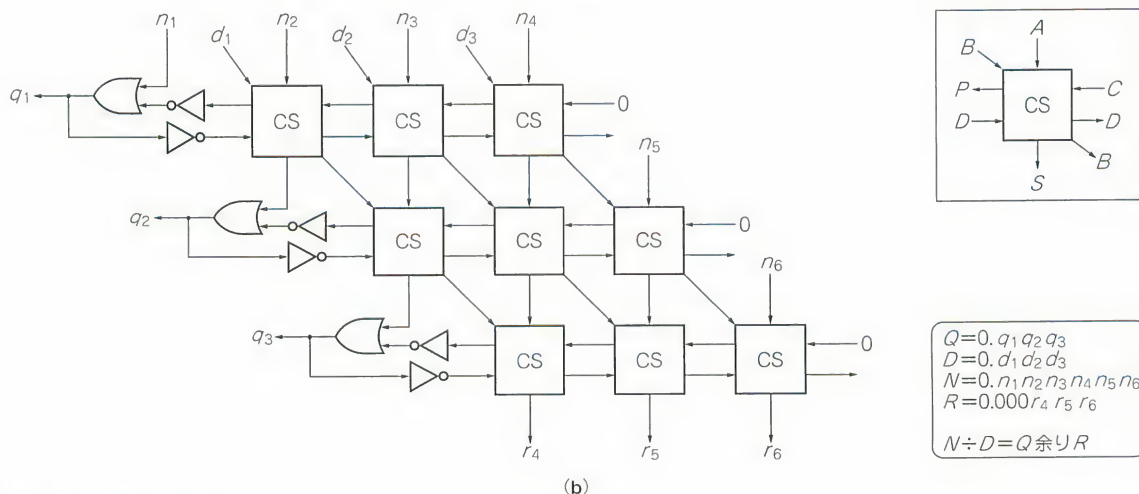 n1 n2 n3 n4
d1 d2 d3
q1 CS CS CS 0
n5
q2 CS CS CS 0
n6
q3 CS CS CS 0
r4 r5 r6
(b)
A
B
P CS C
D D
B
S
Q=0. q1 q2 q3
D=0. d1 d2 d3
N=0. n1 n2 n3 n4 n5 n6
R=0.000 r4 r5 r6
N÷D=Q余りR